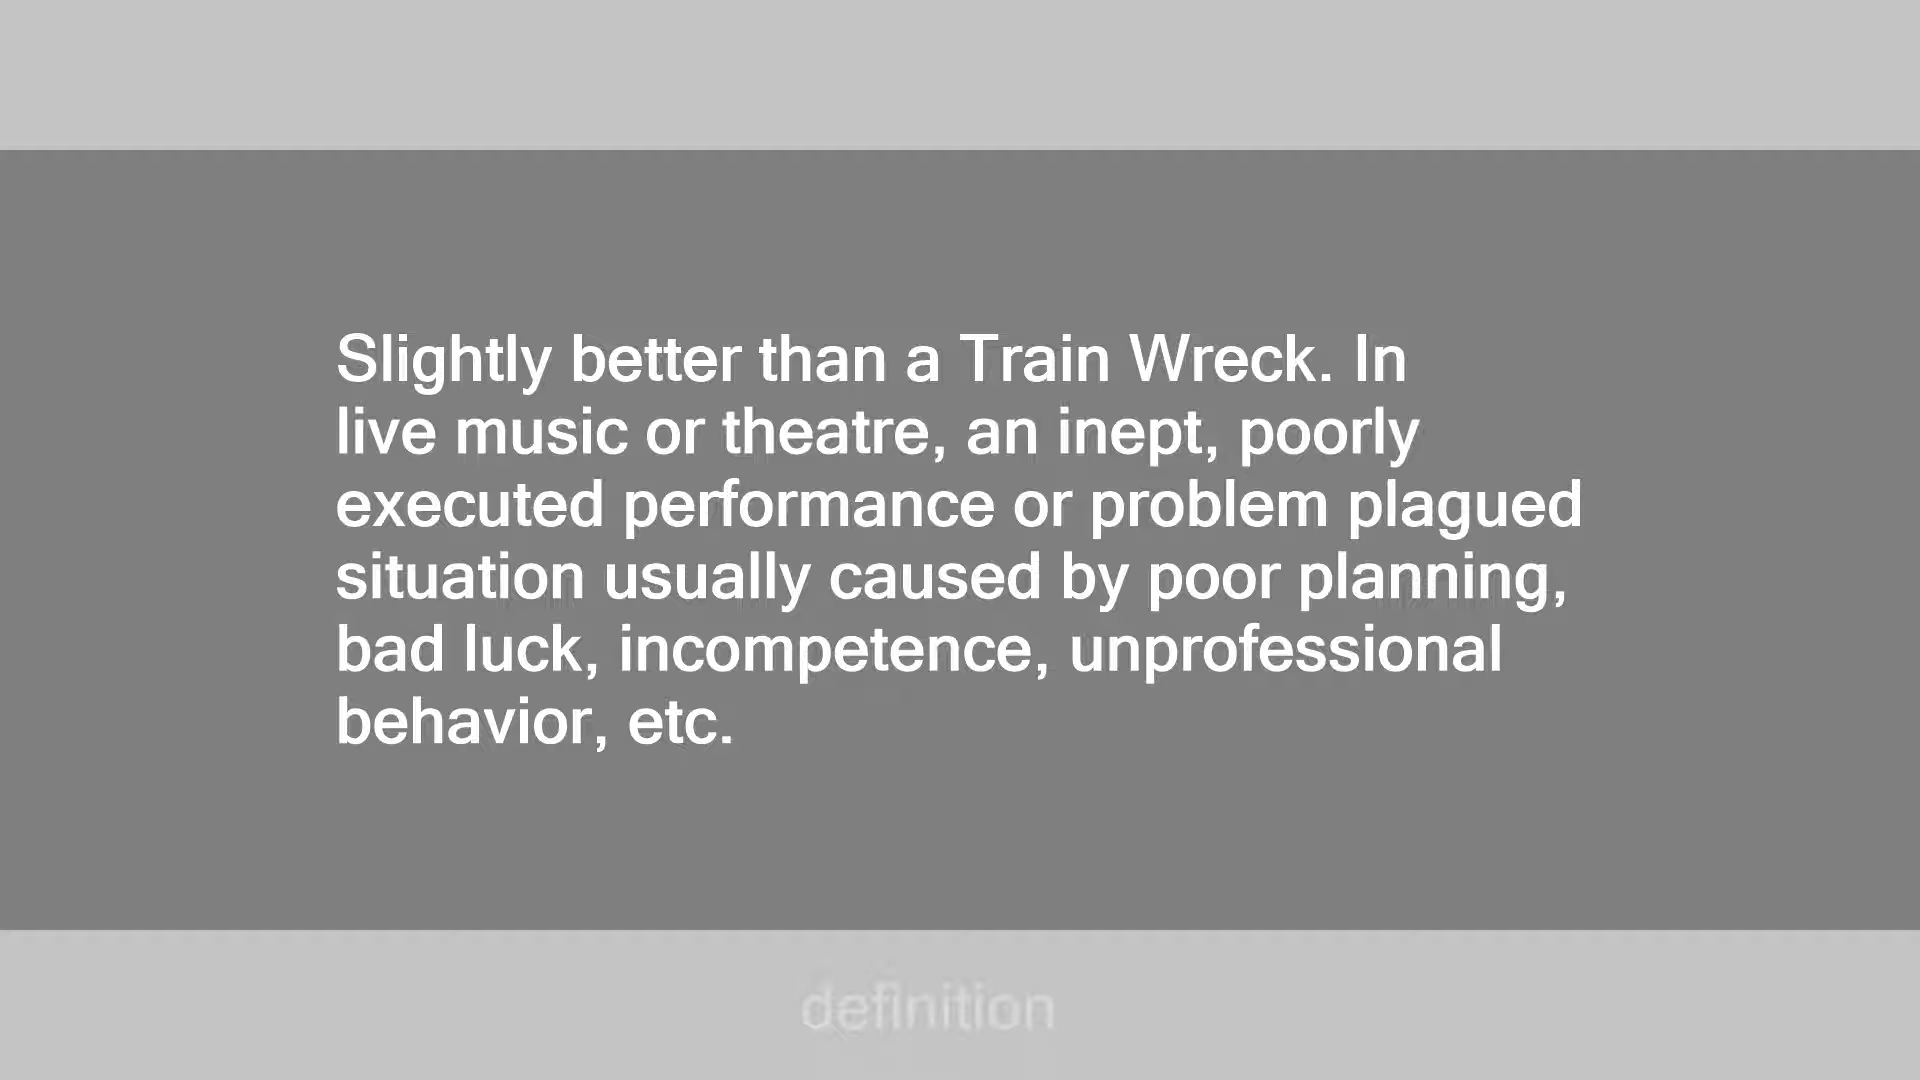 Slightly better than a Train Wreck. In
live music or theatre, an inept, poorly
executed performance or problem plagued
situation usually caused by poor planning,
bad luck, incompetence, unprofessional
behavior, etc.
definition